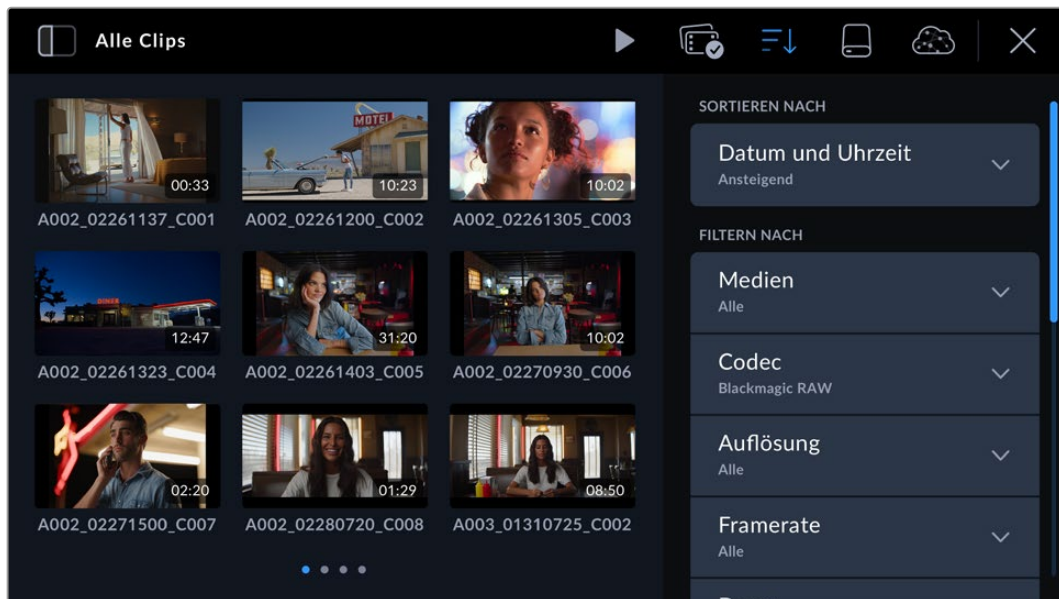 Alle Clips
MOTEL
00:33
10:23
10:02
A002_02261137_C001
A002_02261200_C002
A002_02261305_C003
DINER
12:47
31:20
10:02
A002_02261323_C004
A002_02261403_C005
A002_02270930_C006
02:20
01:29
08:50
A002_02271500_C007
A002_02280720_C008
A003_01310725_C002
SORTIEREN NACH
Datum und Uhrzeit
Ansteigend
FILTERN NACH
Medien
Alle
Codec
Blackmagic RAW
Auflösung
Alle
Framerate
Alle